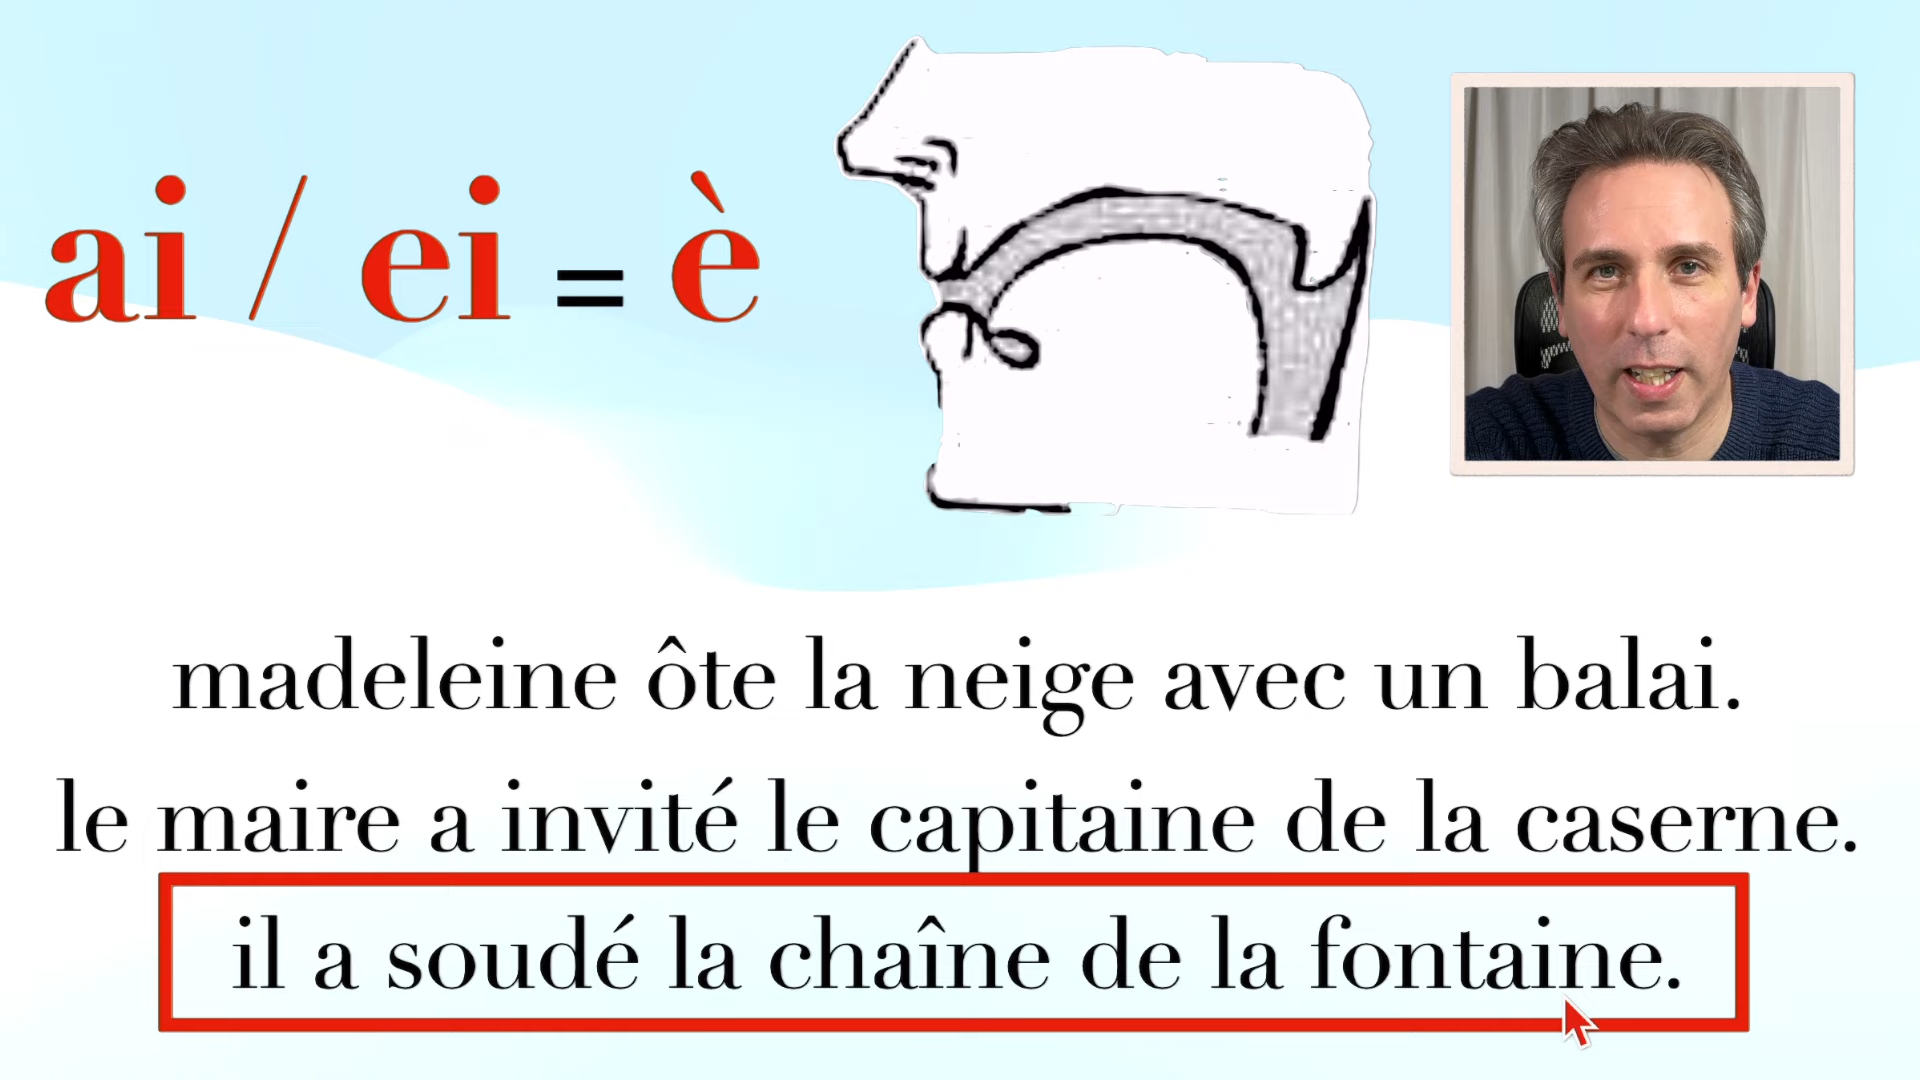 ai / ei = è
madeleine ôte la neige avec un balai.
le maire a invité le capitaine de la caserne.
il a soudé la chaîne de la fontaine.